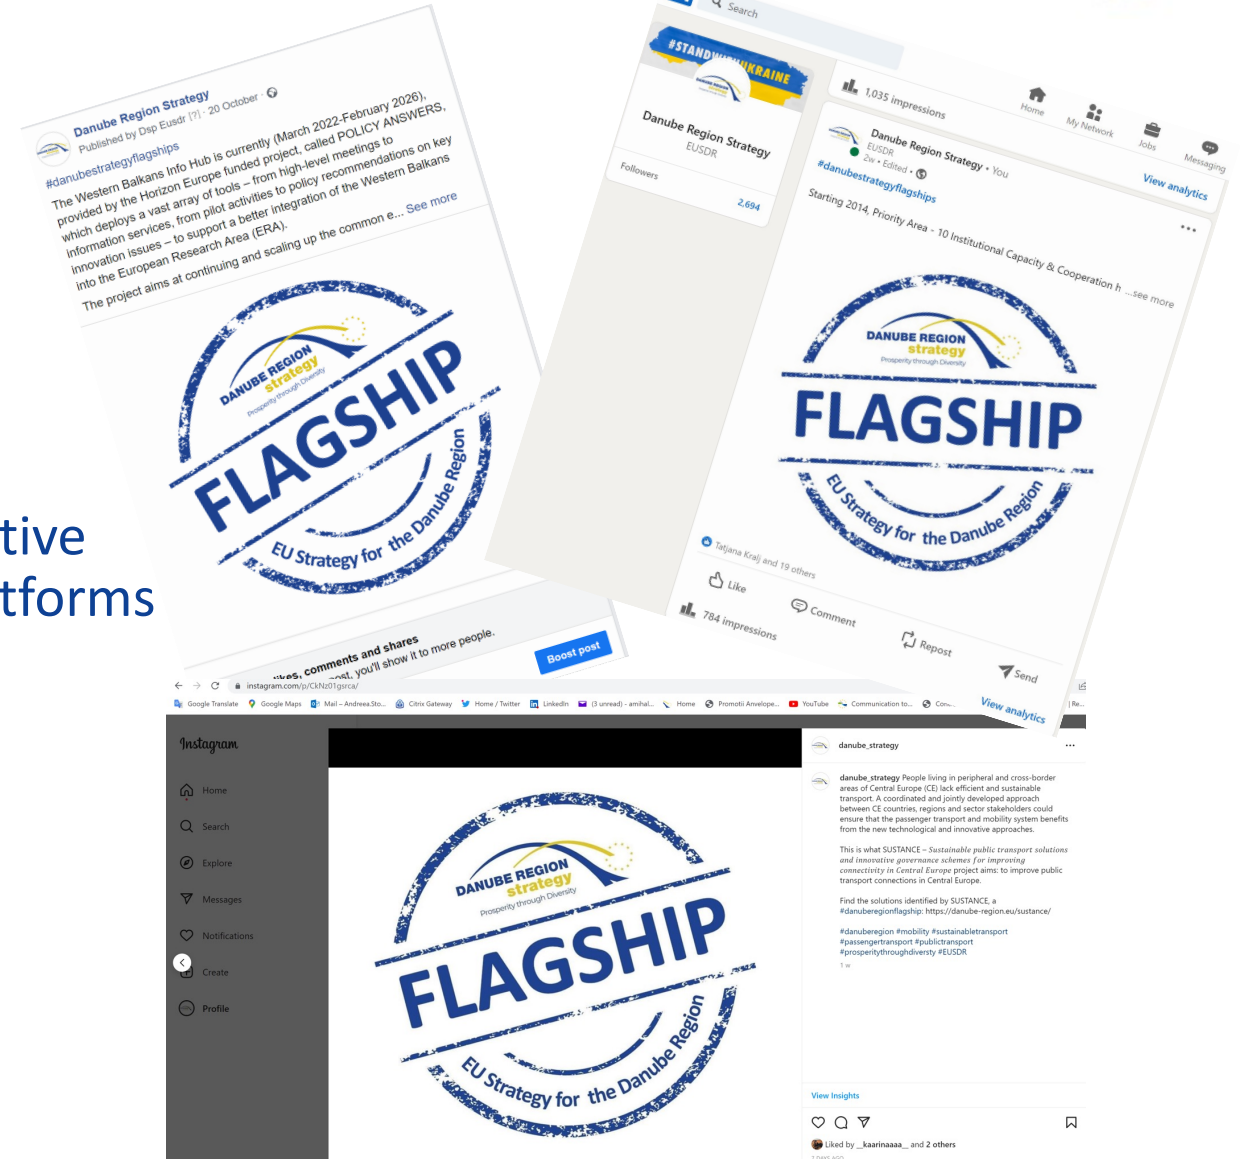 Danube Region Strategy
Published by Dsp Eusdr [?] · 20 October ·
#danubestrategyflagships
The Western Balkans Info Hub is currently (March 2022-February 2026),
provided by the Horizon Europe funded project, called POLICY ANSWERS,
which deploys a vast array of tools – from high-level meetings to
information services, from pilot activities to policy recommendations on key
innovation issues – to support a better integration of the Western Balkans
into the European Research Area (ERA).
The project aims at continuing and scaling up the common e... See more
DANUBE REGION
strategy
Prosperity through Diversity
FLAGSHIP
EU Strategy for the Danube Region
comments and shares
you'll show it to more people.
Boost post
Search
Home
My Network
Jobs
Messaging
#STANDWITHUKRAINE
Danube Region Strategy
EUSDR
Followers
2,694
1,035 impressions
View analytics
Danube Region Strategy • You
EUSDR
2w • Edited •
#danubestrategyflagships
Starting 2014, Priority Area - 10 Institutional Capacity & Cooperation h ...see more
DANUBE REGION
strategy
Prosperity through Diversity
FLAGSHIP
EU Strategy for the Danube Region
Tatjana Kralj and 19 others
Like
Comment
Repost
Send
784 impressions
View analytics
tive
tforms
instagram.com/p/CkNz01gsrca/
Google Translate
Google Maps
Mail – Andreea.Sto...
Citrix Gateway
Home / Twitter
LinkedIn
(3 unread) - amihal...
Home
Promotii Anvelope...
YouTube
Communication to...
Con...
| Re...
Instagram
Home
Search
Explore
Messages
Notifications
Create
Profile
DANUBE REGION
strategy
Prosperity through Diversity
FLAGSHIP
EU Strategy for the Danube Region
danube_strategy
danube_strategy People living in peripheral and cross-border
areas of Central Europe (CE) lack efficient and sustainable
transport. A coordinated and jointly developed approach
between CE countries, regions and sector stakeholders could
ensure that the passenger transport and mobility system benefits
from the new technological and innovative approaches.
This is what SUSTANCE – Sustainable public transport solutions
and innovative governance schemes for improving
connectivity in Central Europe project aims: to improve public
transport connections in Central Europe.
Find the solutions identified by SUSTANCE, a
#danuberegionflagship: https://danube-region.eu/sustance/
#danuberegion #mobility #sustainabletransport
#passengertransport #publictransport
#prosperitythroughdiversty #EUSDR
1 w
View Insights
Liked by __kaarinaaaa__ and 2 others